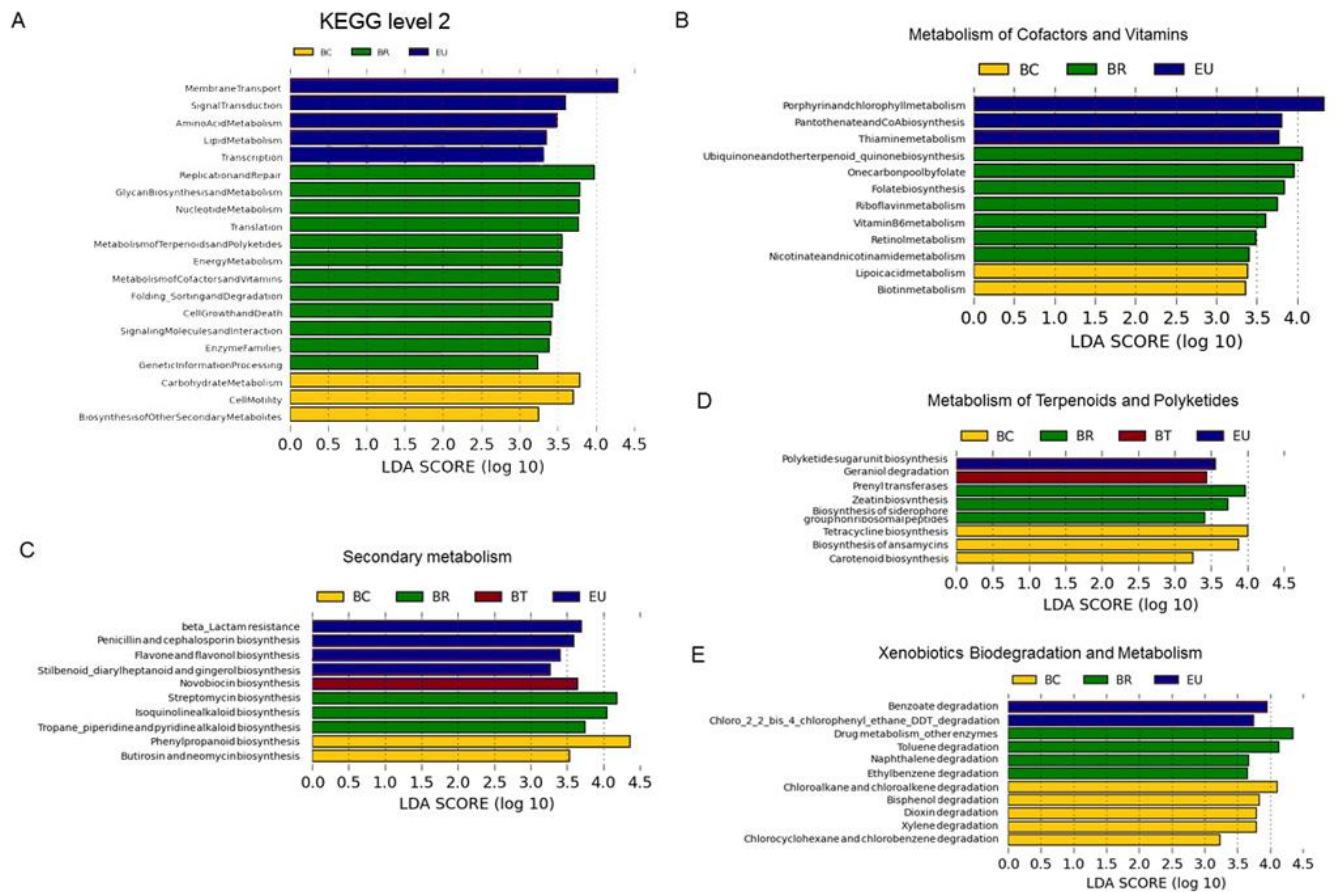 A
KEGG level 2
BC BR EU
MembraneTransport
SignalTransduction
AminoAcidMetabolism
LipidMetabolism
Transcription
ReplicationandRepair
GlycanBiosynthesisandMetabolism
NucleotideMetabolism
Translation
MetabolismofTerpenoidsandPolyketides
EnergyMetabolism
MetabolismofCofactorsandVitamins
Folding_SortingandDegradation
CellGrowthandDeath
SignalingMoleculesandInteraction
EnzymeFamilies
GeneticInformationProcessing
CarbohydrateMetabolism
CellMotility
BiosynthesisofOtherSecondaryMetabolites
0.0 0.5 1.0 1.5 2.0 2.5 3.0 3.5 4.0 4.5
LDA SCORE (log 10)
B
Metabolism of Cofactors and Vitamins
BC BR EU
Porphyrinandchlorophyllmetabolism
PantothenateandCoAbiosynthesis
Thiaminemetabolism
Ubiquinoneandotherterpenoid_quinonebiosynthesis
Onecarbonpoolbyfolate
Folatebiosynthesis
Riboflavinmetabolism
VitaminB6metabolism
Retinolmetabolism
Nicotinateandnicotinamidemetabolism
Lipoicacidmetabolism
Biotinmetabolism
0.0 0.5 1.0 1.5 2.0 2.5 3.0 3.5 4.0
LDA SCORE (log 10)
C
Secondary metabolism
BC BR BT EU
beta_Lactam resistance
Penicillin and cephalosporin biosynthesis
Flavone and flavonol biosynthesis
Stilbenoid_diarylheptanoid and gingerol biosynthesis
Novobiocin biosynthesis
Streptomycin biosynthesis
Isoquinoline alkaloid biosynthesis
Tropane_piperidine and pyridine alkaloid biosynthesis
Phenylpropanoid biosynthesis
Butirosin and neomycin biosynthesis
0.0 0.5 1.0 1.5 2.0 2.5 3.0 3.5 4.0 4.5
LDA SCORE (log 10)
D
Metabolism of Terpenoids and Polyketides
BC BR BT EU
Polyketide sugar unit biosynthesis
Geraniol degradation
Prenyl transferases
Zeatin biosynthesis
Biosynthesis of siderophore
group nonribosomal peptides
Tetracycline biosynthesis
Biosynthesis of ansamycins
Carotenoid biosynthesis
0.0 0.5 1.0 1.5 2.0 2.5 3.0 3.5 4.0 4.5
LDA SCORE (log 10)
E
Xenobiotics Biodegradation and Metabolism
BC BR EU
Benzoate degradation
Chloro_2_2_bis_4_chlorophenyl_ethane_DDT_degradation
Drug metabolism_other enzymes
Toluene degradation
Naphthalene degradation
Ethylbenzene degradation
Chloroalkane and chloroalkene degradation
Bisphenol degradation
Dioxin degradation
Xylene degradation
Chlorocyclohexane and chlorobenzene degradation
0.0 0.5 1.0 1.5 2.0 2.5 3.0 3.5 4.0 4.5
LDA SCORE (log 10)